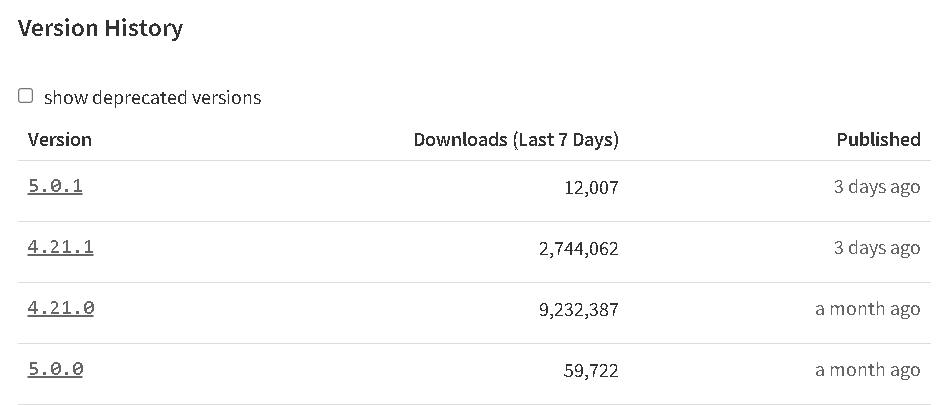 Version History
show deprecated versions
Version Downloads (Last 7 Days) Published
5.0.1 12,007 3 days ago
4.21.1 2,744,062 3 days ago
4.21.0 9,232,387 a month ago
5.0.0 59,722 a month ago